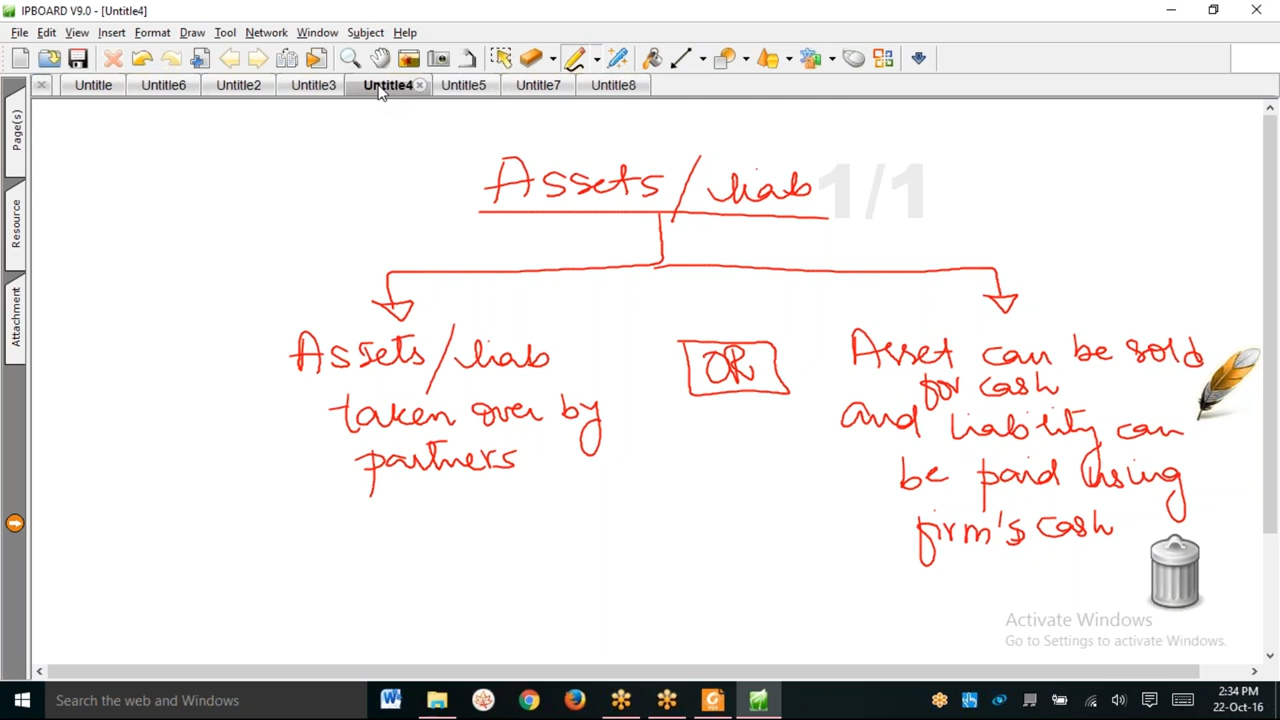 IPBOARD V9.0 - [Untitle4]
File Edit View Insert Format Draw Tool Network Window Subject Help
Untitle Untitle6 Untitle2 Untitle3 Untitle4 Untitle5 Untitle7 Untitle8
Page(s)
Resource
Attachment
1/1
Assets/liab
Assets/liab
taken over by
partners
OR
Asset can be sold
for cash
and liability can
be paid using
firm's cash
Activate Windows
Go to Settings to activate Windows.
Search the web and Windows
2:34 PM
22-Oct-16